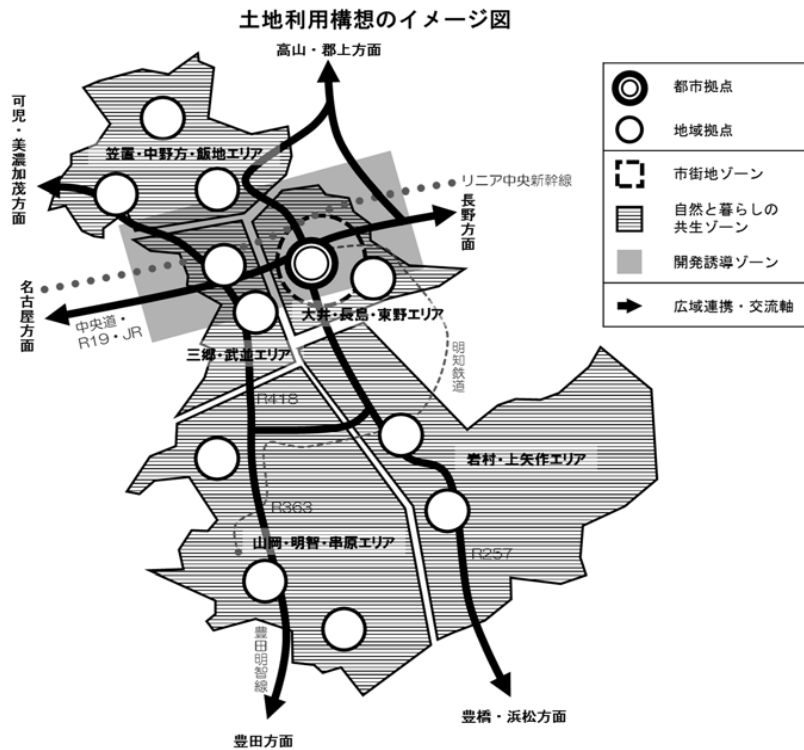 土地利用構想のイメージ図
高山・郡上方面
可児・美濃加茂方面
笠置・中野方・飯地エリア
リニア中央新幹線
長野方面
名古屋方面
中央道・
R19・JR
大井・長島・東野エリア
三郷・武並エリア
明知鉄道
R418
岩村・上矢作エリア
R363
山岡・明智・串原エリア
R257
豊田明智線
豊田方面
豊橋・浜松方面
都市拠点
地域拠点
市街地ゾーン
自然と暮らしの
共生ゾーン
開発誘導ゾーン
広域連携・交流軸